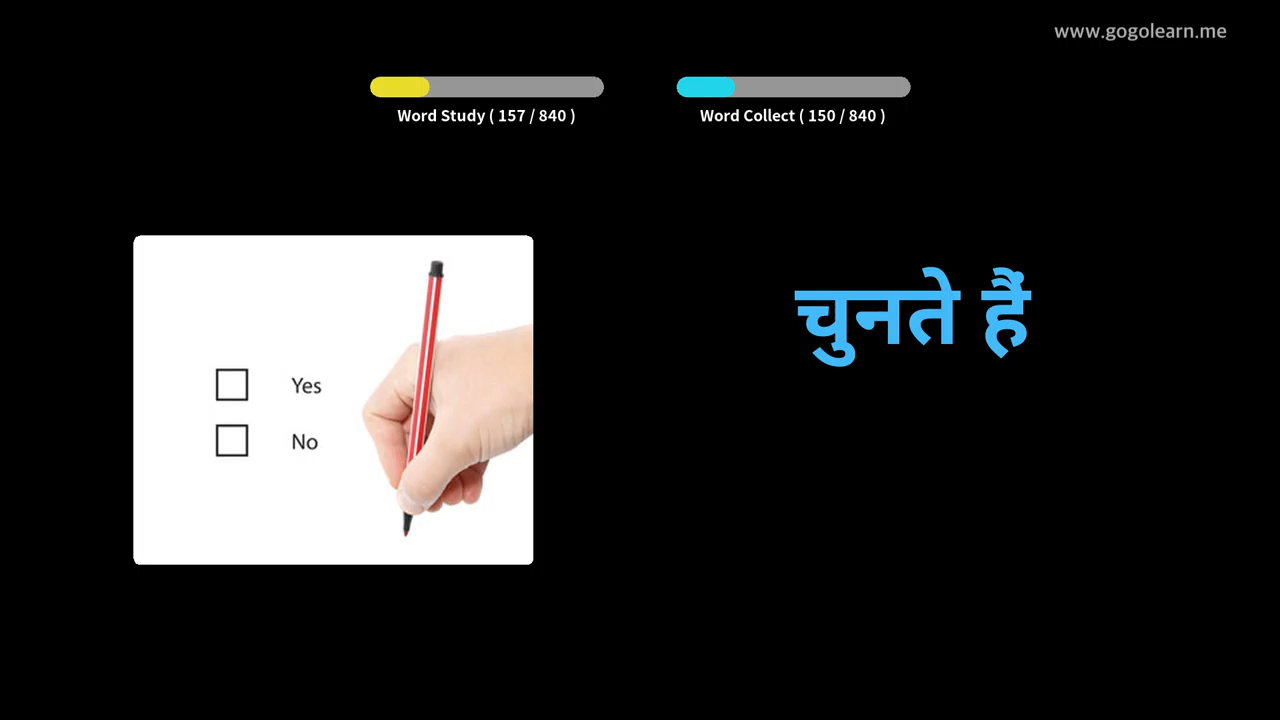 www.gogolearn.me
Word Study ( 157 / 840 )
Word Collect ( 150 / 840 )
Yes
No
चुनते हैं